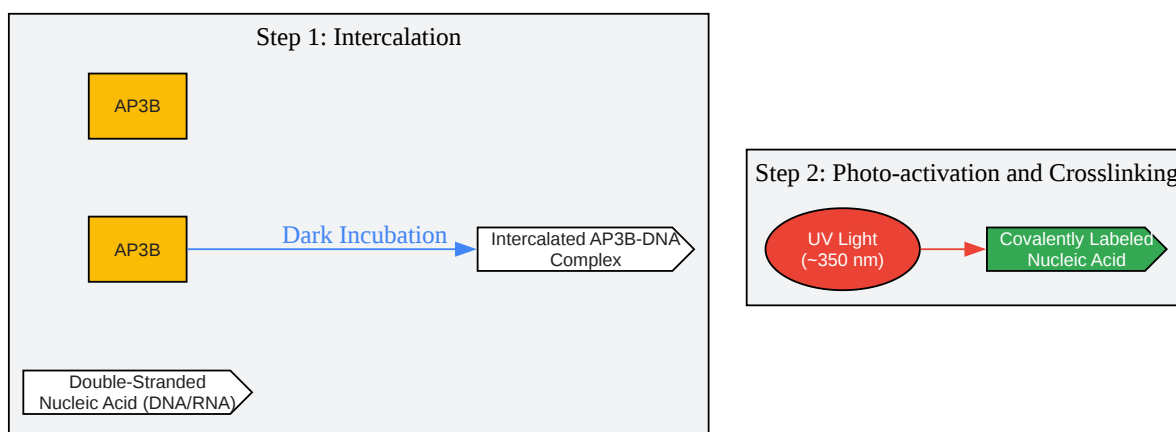 Step 1: Intercalation
AP3B
AP3B
Dark Incubation
Intercalated AP3B-DNA
Complex
Double-Stranded
Nucleic Acid (DNA/RNA)
Step 2: Photo-activation and Crosslinking
UV Light
(~350 nm)
Covalently Labeled
Nucleic Acid